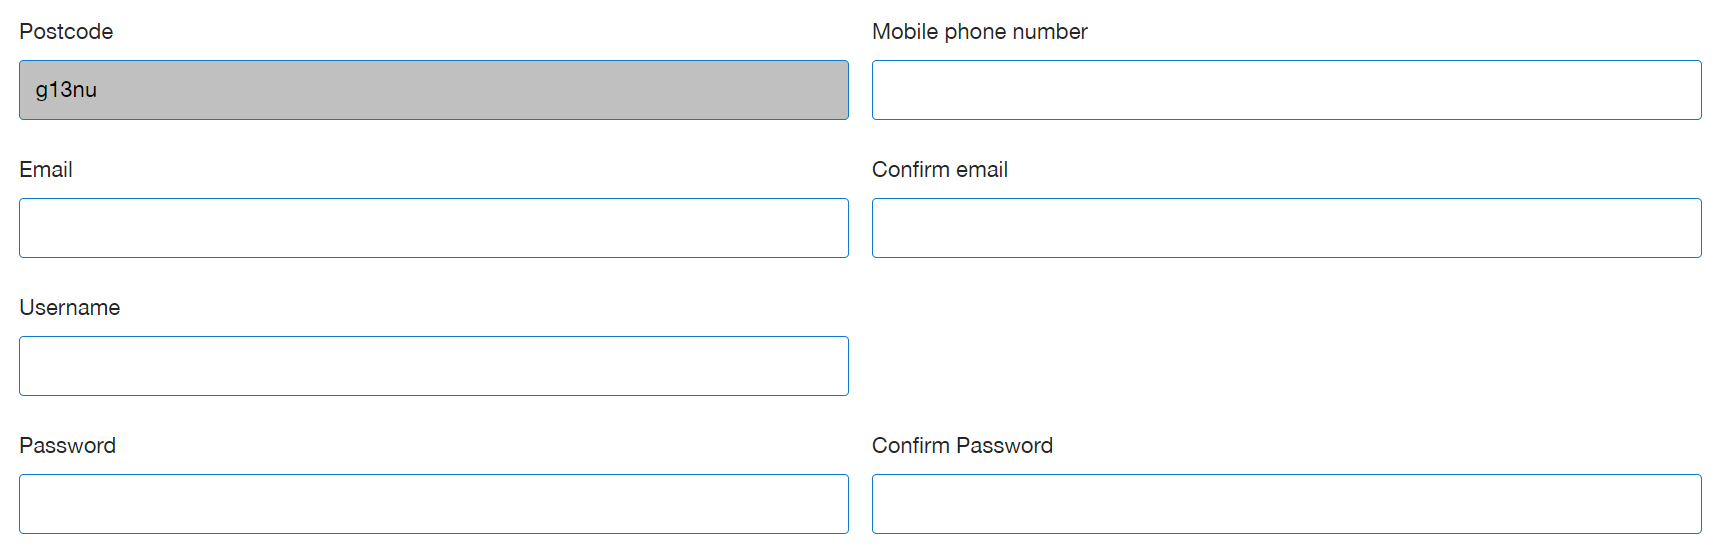 Postcode
Mobile phone number
g13nu
Email
Confirm email
Username
Password
Confirm Password